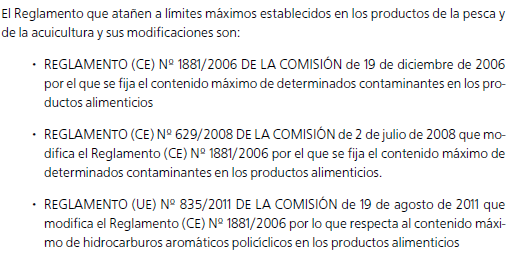 El Reglamento que atañen a límites máximos establecidos en los productos de la pesca y
de la acuicultura y sus modificaciones son:
• REGLAMENTO (CE) Nº 1881/2006 DE LA COMISIÓN de 19 de diciembre de 2006
por el que se fija el contenido máximo de determinados contaminantes en los pro-
ductos alimenticios
• REGLAMENTO (CE) Nº 629/2008 DE LA COMISIÓN de 2 de julio de 2008 que mo-
difica el Reglamento (CE) Nº 1881/2006 por el que se fija el contenido máximo de
determinados contaminantes en los productos alimenticios.
• REGLAMENTO (UE) Nº 835/2011 DE LA COMISIÓN de 19 de agosto de 2011 que
modifica el Reglamento (CE) Nº 1881/2006 por lo que respecta al contenido máxi-
mo de hidrocarburos aromáticos policíclicos en los productos alimenticios